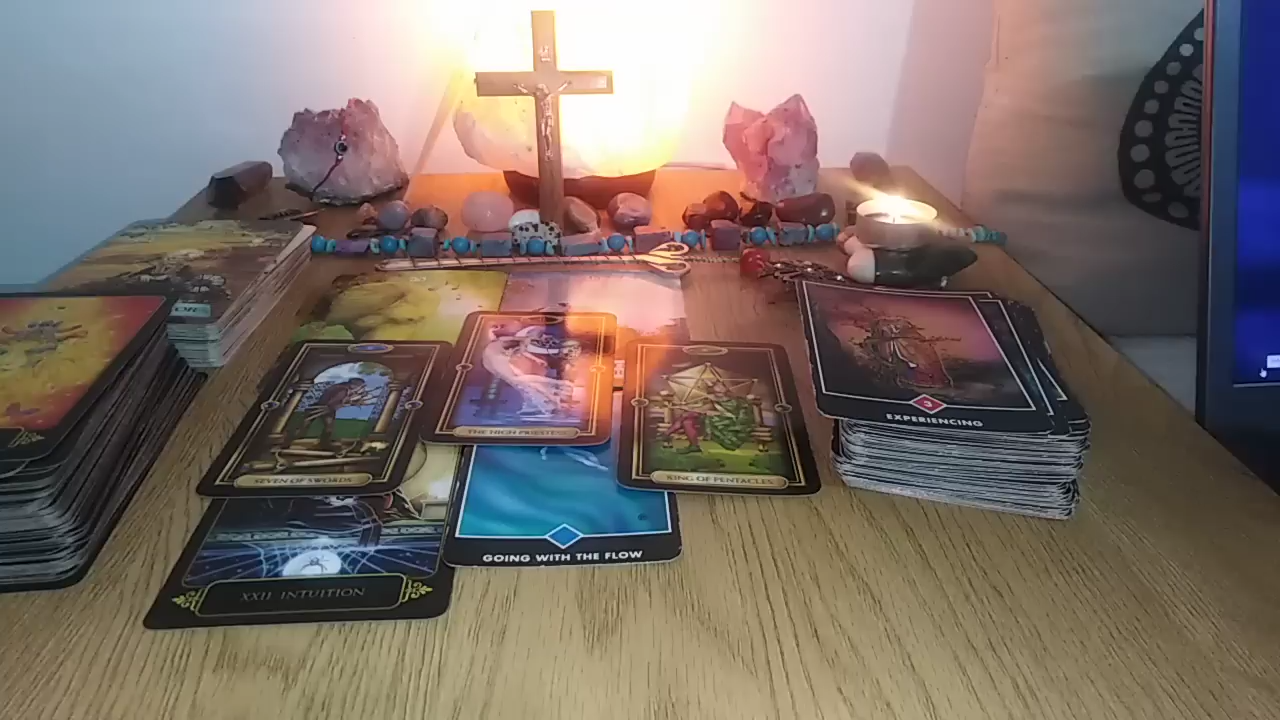 3
EXPERIENCING
THE HIGH PRIESTESS
SEVEN OF SWORDS
KING OF PENTACLES
GOING WITH THE FLOW
XXII INTUITION